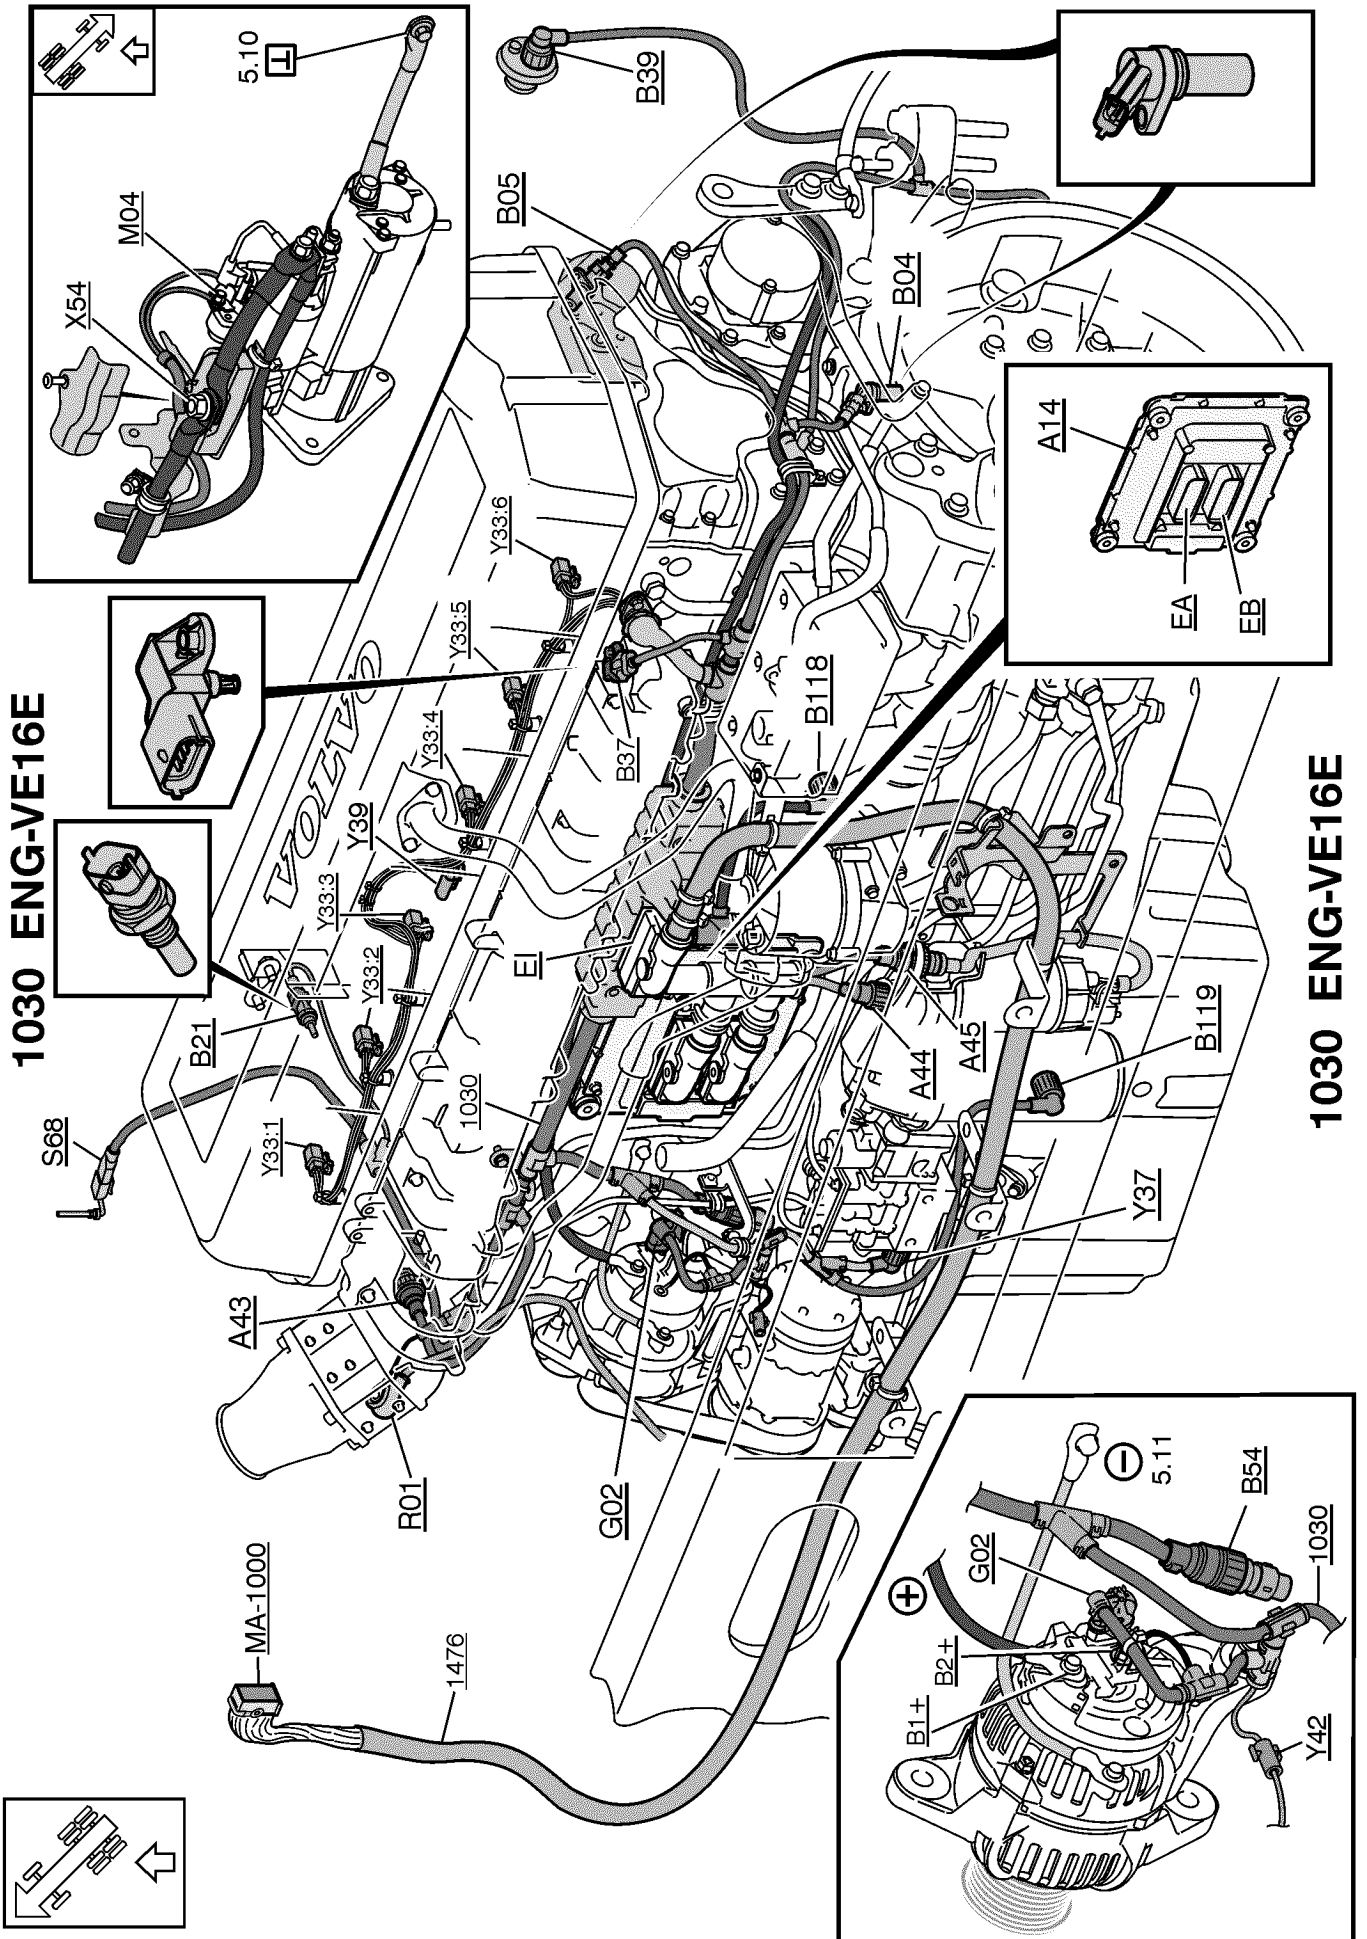 1030 ENG-VE16E
S68
B21
Y33:1
Y33:2
Y33:3
Y39
Y33:4
Y33:5
Y33:6
VOLVO
X54
M04
5.10
B39
B05
B04
A14
EA
EB
B37
B118
EI
1030
A43
R01
G02
A44
A45
B119
Y37
MA-1000
1476
B1+
B2+
+
G02
−
5.11
B54
1030
Y42
1030 ENG-VE16E